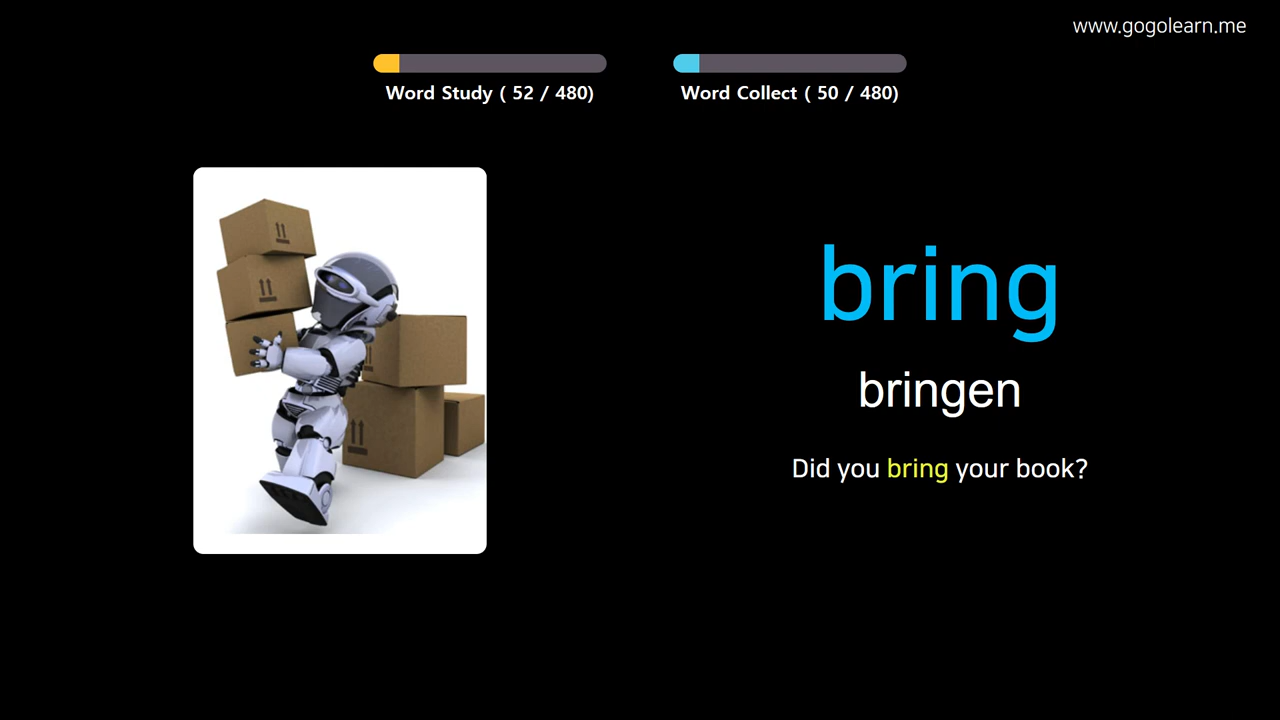 www.gogolearn.me
Word Study ( 52 / 480)
Word Collect ( 50 / 480)
bring
bringen
Did you bring your book?